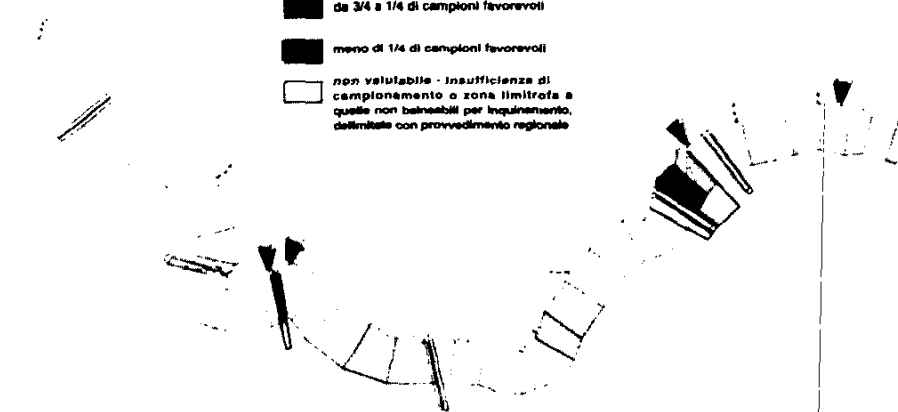 da 3/4 a 1/4 di campioni favorevoli
meno di 1/4 di campioni favorevoli
non valutabile - insufficienza di
campionamento o zona limitrofa a
quelle non balneabili per inquinamento,
delimitate con provvedimento regionale